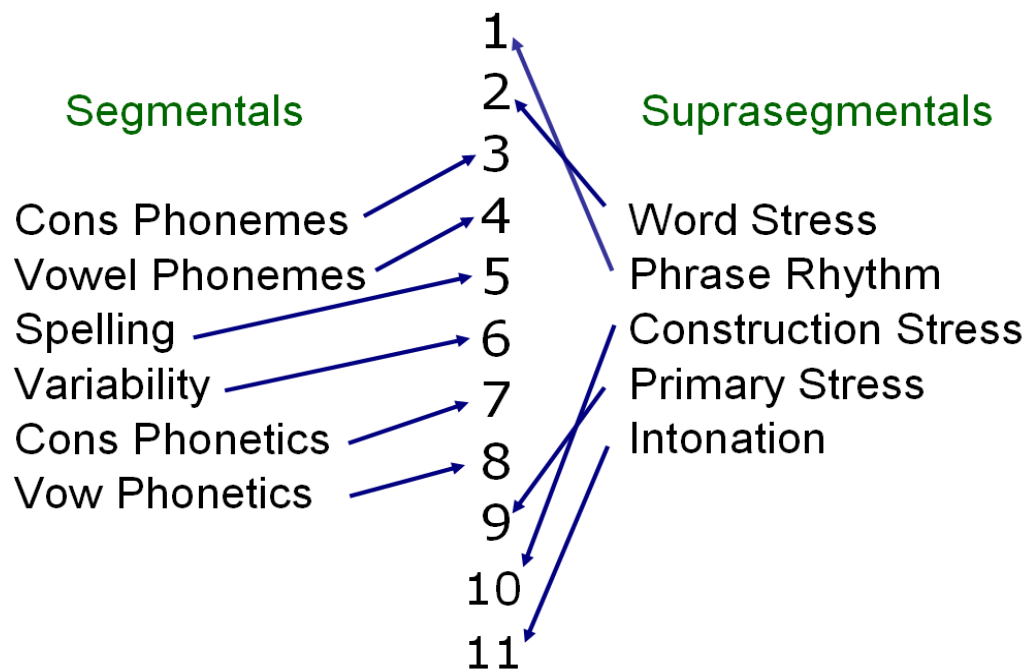 Segmentals
Cons Phonemes
Vowel Phonemes
Spelling
Variability
Cons Phonetics
Vow Phonetics
1
2
3
4
5
6
7
8
9
10
11
Suprasegmentals
Word Stress
Phrase Rhythm
Construction Stress
Primary Stress
Intonation